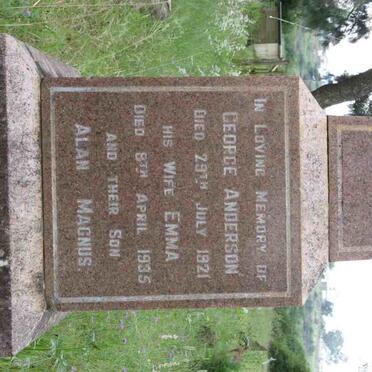 IN LOVING MEMORY OF
GEORGE ANDERSON
DIED 29TH JULY 1921
HIS WIFE EMMA
DIED 8TH APRIL 1935
AND THEIR SON
ALAN MAGNUS.